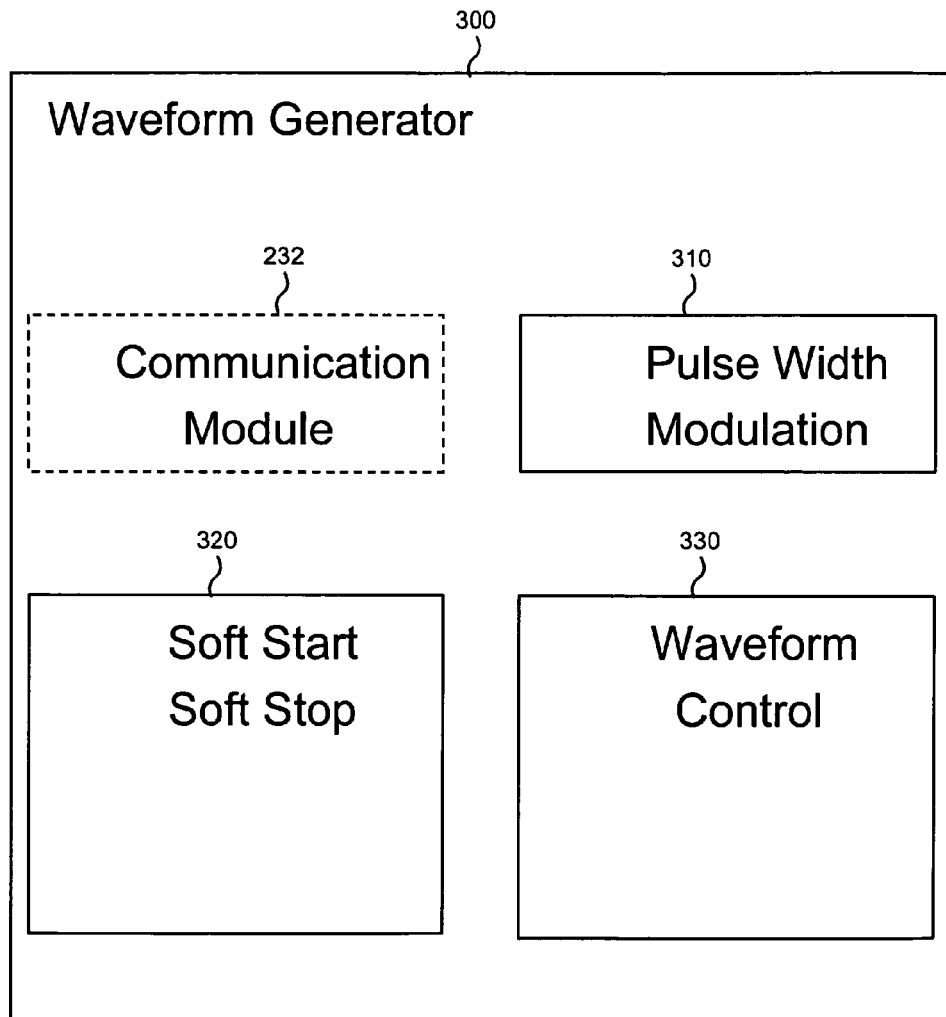 300
Waveform Generator
232
310
Communication
Module
Pulse Width
Modulation
320
330
Soft Start
Soft Stop
Waveform
Control